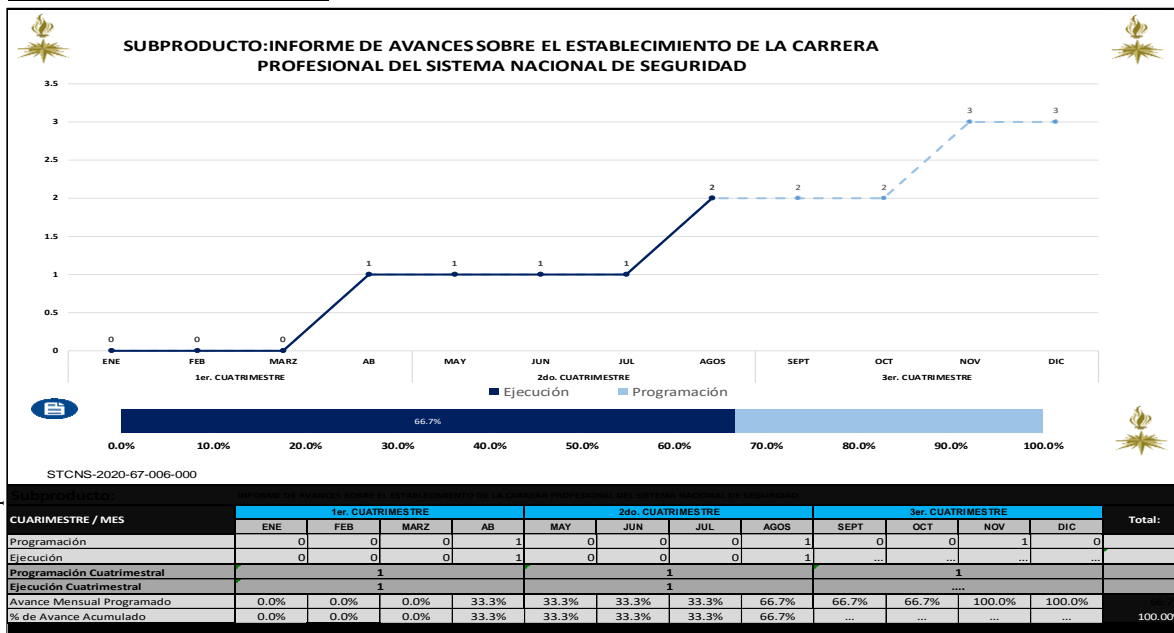 SUBPRODUCTO:INFORME DE AVANCES SOBRE EL ESTABLECIMIENTO DE LA CARRERA
PROFESIONAL DEL SISTEMA NACIONAL DE SEGURIDAD
3.5
3
2.5
2
1.5
1
0.5
0
0 0 0 1 1 1 1 2 2 2 3 3
ENE FEB MARZ AB MAY JUN JUL AGOS SEPT OCT NOV DIC
1er. CUATRIMESTRE 2do. CUATRIMESTRE 3er. CUATRIMESTRE
Ejecución Programación
66.7%
0.0% 10.0% 20.0% 30.0% 40.0% 50.0% 60.0% 70.0% 80.0% 90.0% 100.0%
STCNS-2020-67-006-000
Subproducto: INFORME DE AVANCES SOBRE EL ESTABLECIMIENTO DE LA CARRERA PROFESIONAL DEL SISTEMA NACIONAL DE SEGURIDAD
CUARIMESTRE / MES 1er. CUATRIMESTRE 2do. CUATRIMESTRE 3er. CUATRIMESTRE Total:
ENE FEB MARZ AB MAY JUN JUL AGOS SEPT OCT NOV DIC
Programación 0 0 0 1 0 0 0 1 0 0 1 0
Ejecución 0 0 0 1 0 0 0 1 ... ... ... ...
Programación Cuatrimestral 1 1 1
Ejecución Cuatrimestral 1 1 ....
Avance Mensual Programado 0.0% 0.0% 0.0% 33.3% 33.3% 33.3% 33.3% 66.7% 66.7% 66.7% 100.0% 100.0%
% de Avance Acumulado 0.0% 0.0% 0.0% 33.3% 33.3% 33.3% 33.3% 66.7% ... ... ... ... 100.00